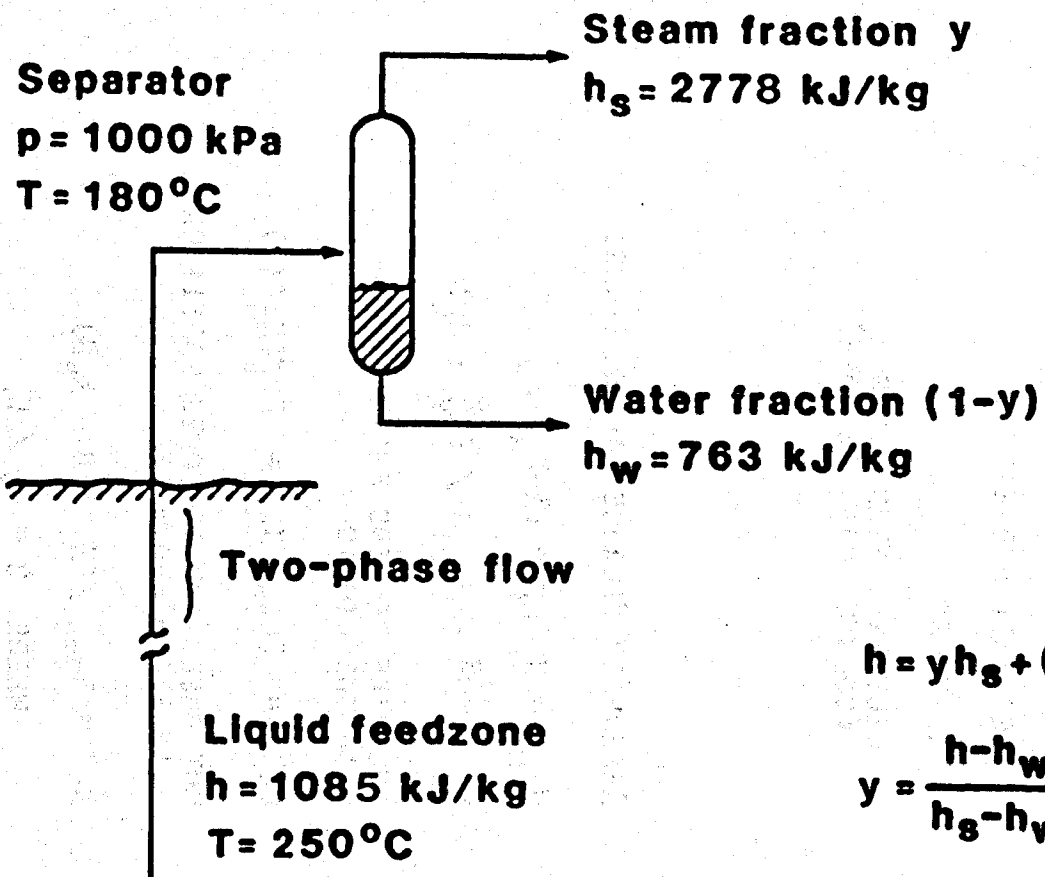 Steam fraction y
h_s = 2778 kJ/kg
Separator
p = 1000 kPa
T = 180°C
Water fraction (1-y)
h_w = 763 kJ/kg
Two-phase flow
h = yh_s + (
Liquid feedzone
h = 1085 kJ/kg
T = 250°C
y = h-h_w
h_s-h_w